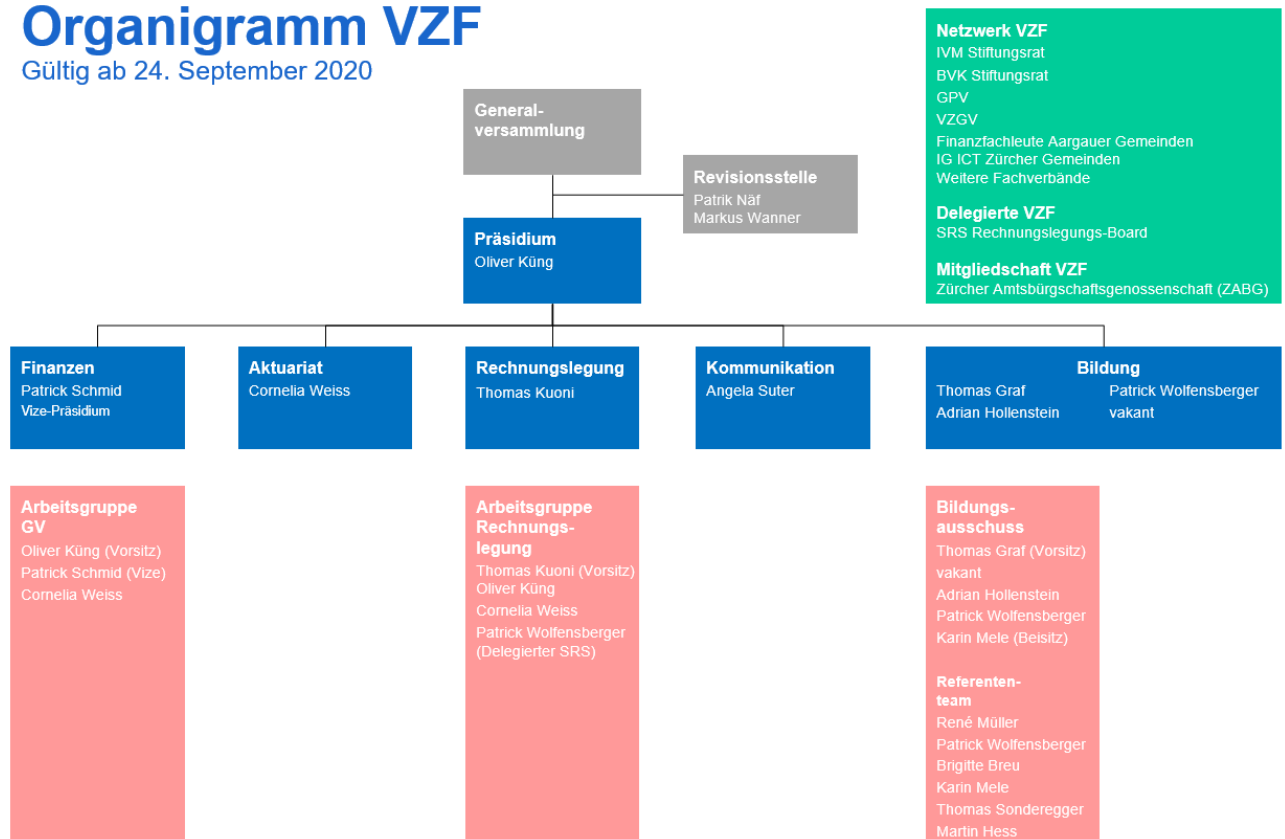 Organigramm VZF
Gültig ab 24. September 2020
General-
versammlung
Revisionsstelle
Patrik Näf
Markus Wanner
Präsidium
Oliver Küng
Netzwerk VZF
IVM Stiftungsrat
BVK Stiftungsrat
GPV
VZGV
Finanzfachleute Aargauer Gemeinden
IG ICT Zürcher Gemeinden
Weitere Fachverbände
Delegierte VZF
SRS Rechnungslegungs-Board
Mitgliedschaft VZF
Zürcher Amtsbürgschaftsgenossenschaft (ZABG)
Finanzen
Patrick Schmid
Vize-Präsidium
Aktuariat
Cornelia Weiss
Rechnungslegung
Thomas Kuoni
Kommunikation
Angela Suter
Bildung
Thomas Graf
Adrian Hollenstein
Patrick Wolfensberger
vakant
Arbeitsgruppe
GV
Oliver Küng (Vorsitz)
Patrick Schmid (Vize)
Cornelia Weiss
Arbeitsgruppe
Rechnungs-
legung
Thomas Kuoni (Vorsitz)
Oliver Küng
Cornelia Weiss
Patrick Wolfensberger
(Delegierter SRS)
Bildungs-
ausschuss
Thomas Graf (Vorsitz)
vakant
Adrian Hollenstein
Patrick Wolfensberger
Karin Mele (Beisitz)
Referenten-
team
René Müller
Patrick Wolfensberger
Brigitte Breu
Karin Mele
Thomas Sonderegger
Martin Hess